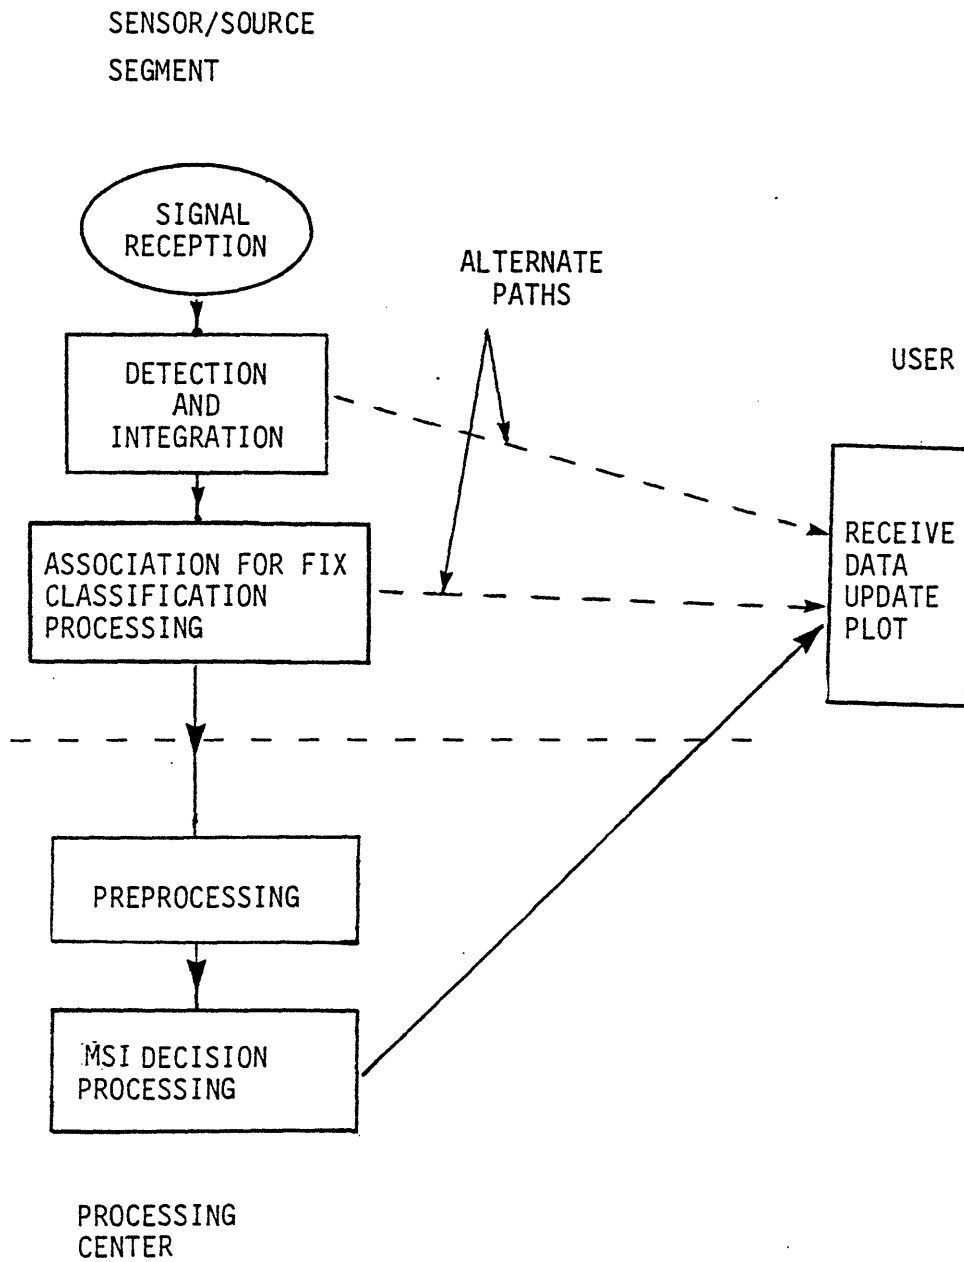 SENSOR/SOURCE
SEGMENT
SIGNAL
RECEPTION
ALTERNATE
PATHS
DETECTION
AND
INTEGRATION
USER
ASSOCIATION FOR FIX
CLASSIFICATION
PROCESSING
RECEIVE
DATA
UPDATE
PLOT
PREPROCESSING
MSI DECISION
PROCESSING
PROCESSING
CENTER